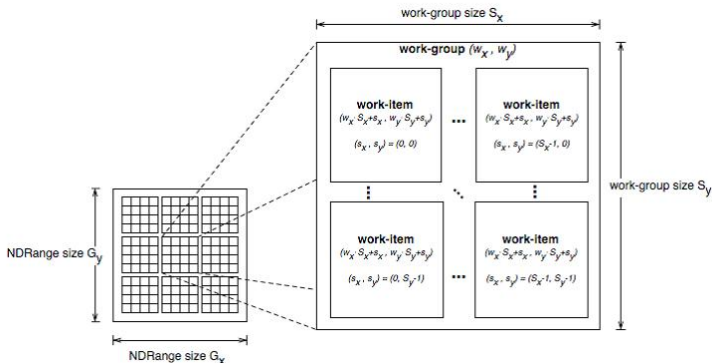 work-group size Sx
work-group (wx , wy)
work-item
(wx·Sx+sx , wy·Sy+sy)
(sx , sy) = (0, 0)
...
work-item
(wx·Sx+sx , wy·Sy+sy)
(sx , sy) = (Sx-1, 0)
work-group size Sy
work-item
(wx·Sx+sx , wy·Sy+sy)
(sx , sy) = (0, Sy-1)
...
work-item
(wx·Sx+sx , wy·Sy+sy)
(sx , sy) = (Sx-1, Sy-1)
NDRange size Gy
NDRange size Gx